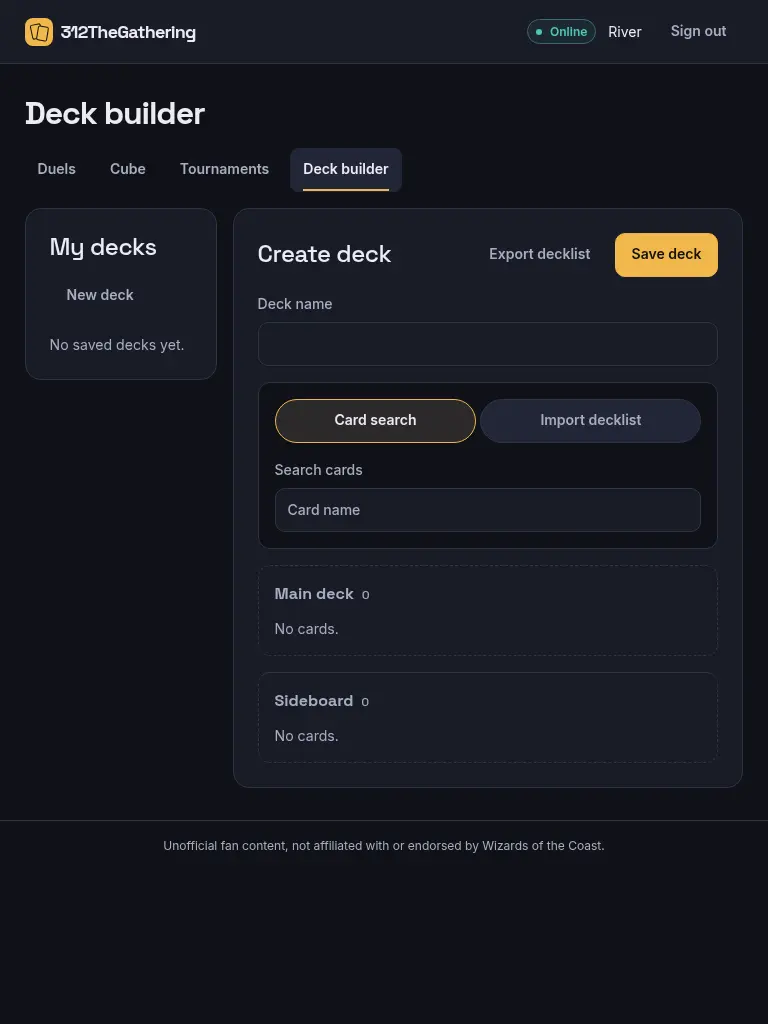 312TheGathering
Online
River
Sign out
Deck builder
Duels
Cube
Tournaments
Deck builder
My decks
New deck
No saved decks yet.
Create deck
Export decklist
Save deck
Deck name
Card search
Import decklist
Search cards
Card name
Main deck 0
No cards.
Sideboard 0
No cards.
Unofficial fan content, not affiliated with or endorsed by Wizards of the Coast.